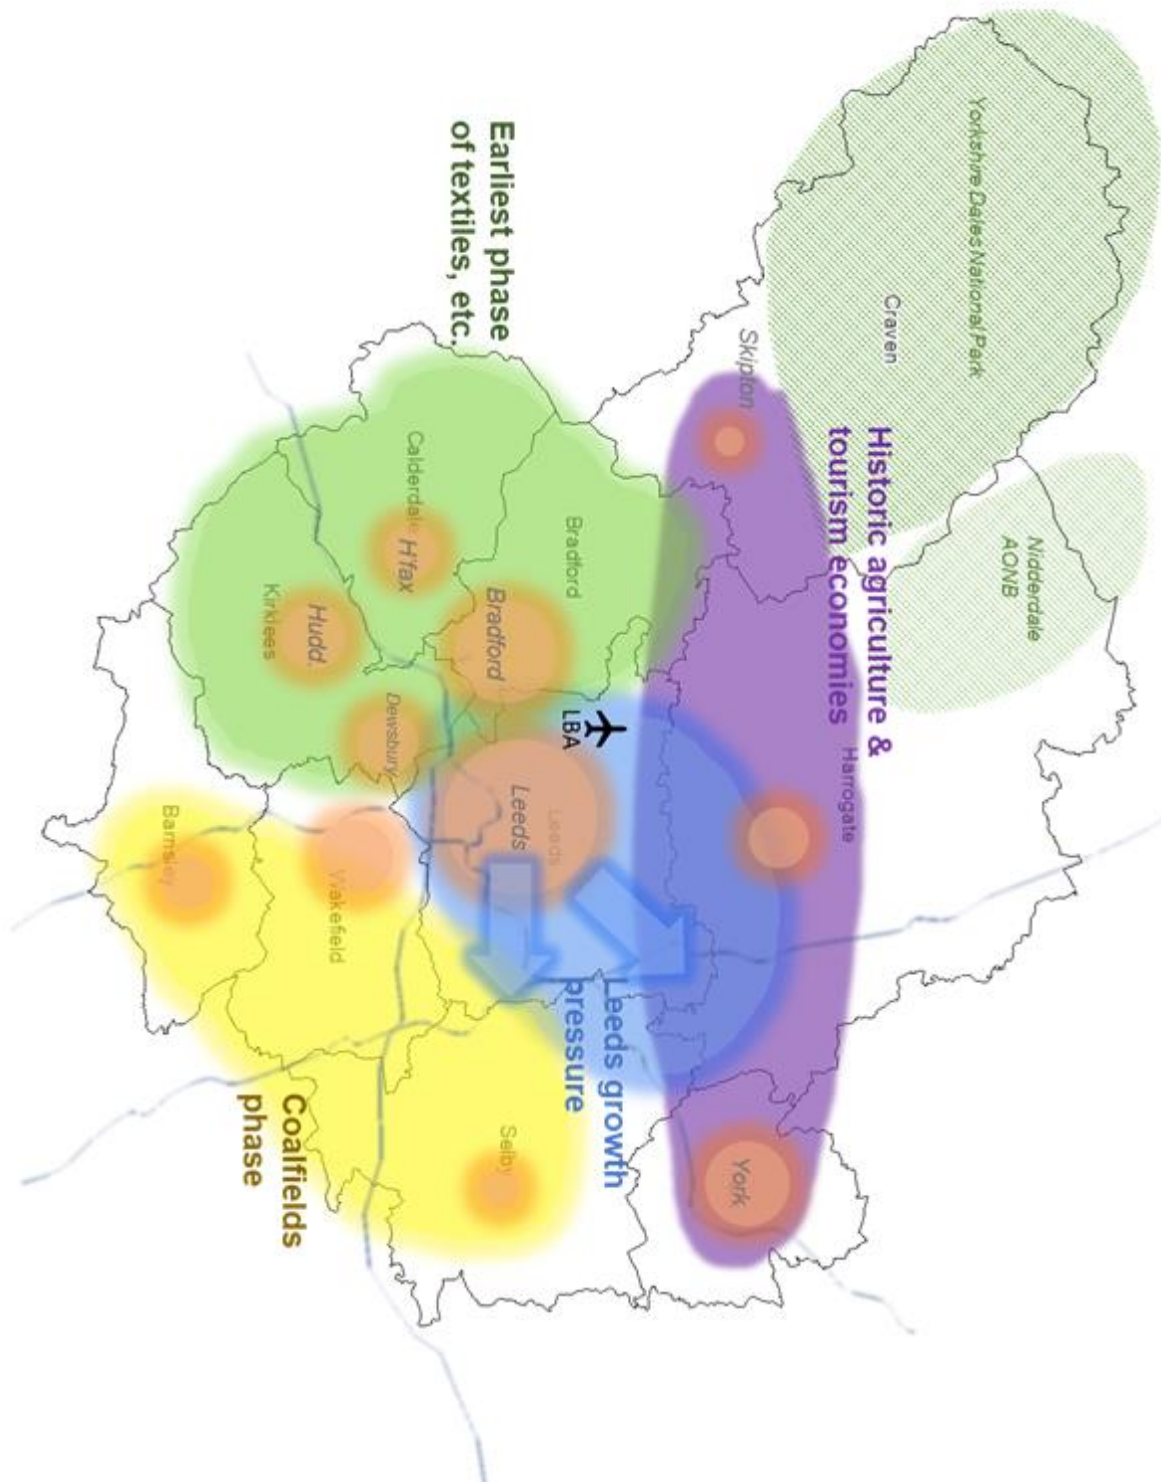 Yorkshire Dales National Park
Nidderdale
AONB
Craven
Historic agriculture &
tourism economies
Harrogate
Skipton
York
Leeds growth
pressure
LBA
Bradford
Bradford
Leeds
Leeds
Earliest phase
of textiles, etc.
Calderdale
H'fax
Dewsbury
Hudd.
Kirklees
Wakefield
Selby
Coalfields
phase
Barnsley